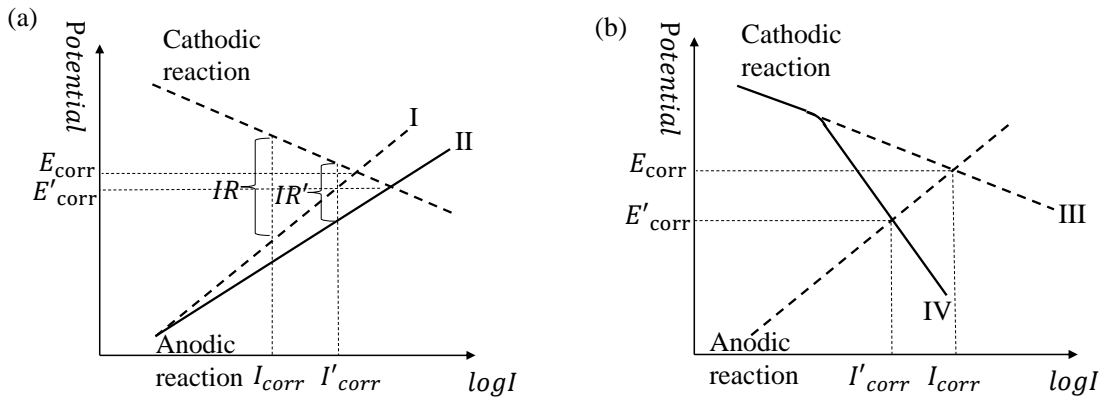 (a)
Potential
Cathodic
reaction
I
II
E_corr
E'_corr
IR
IR'
Anodic
reaction
I_corr
I'_corr
logI
(b)
Potential
Cathodic
reaction
E_corr
E'_corr
III
IV
Anodic
reaction
I'_corr
I_corr
logI